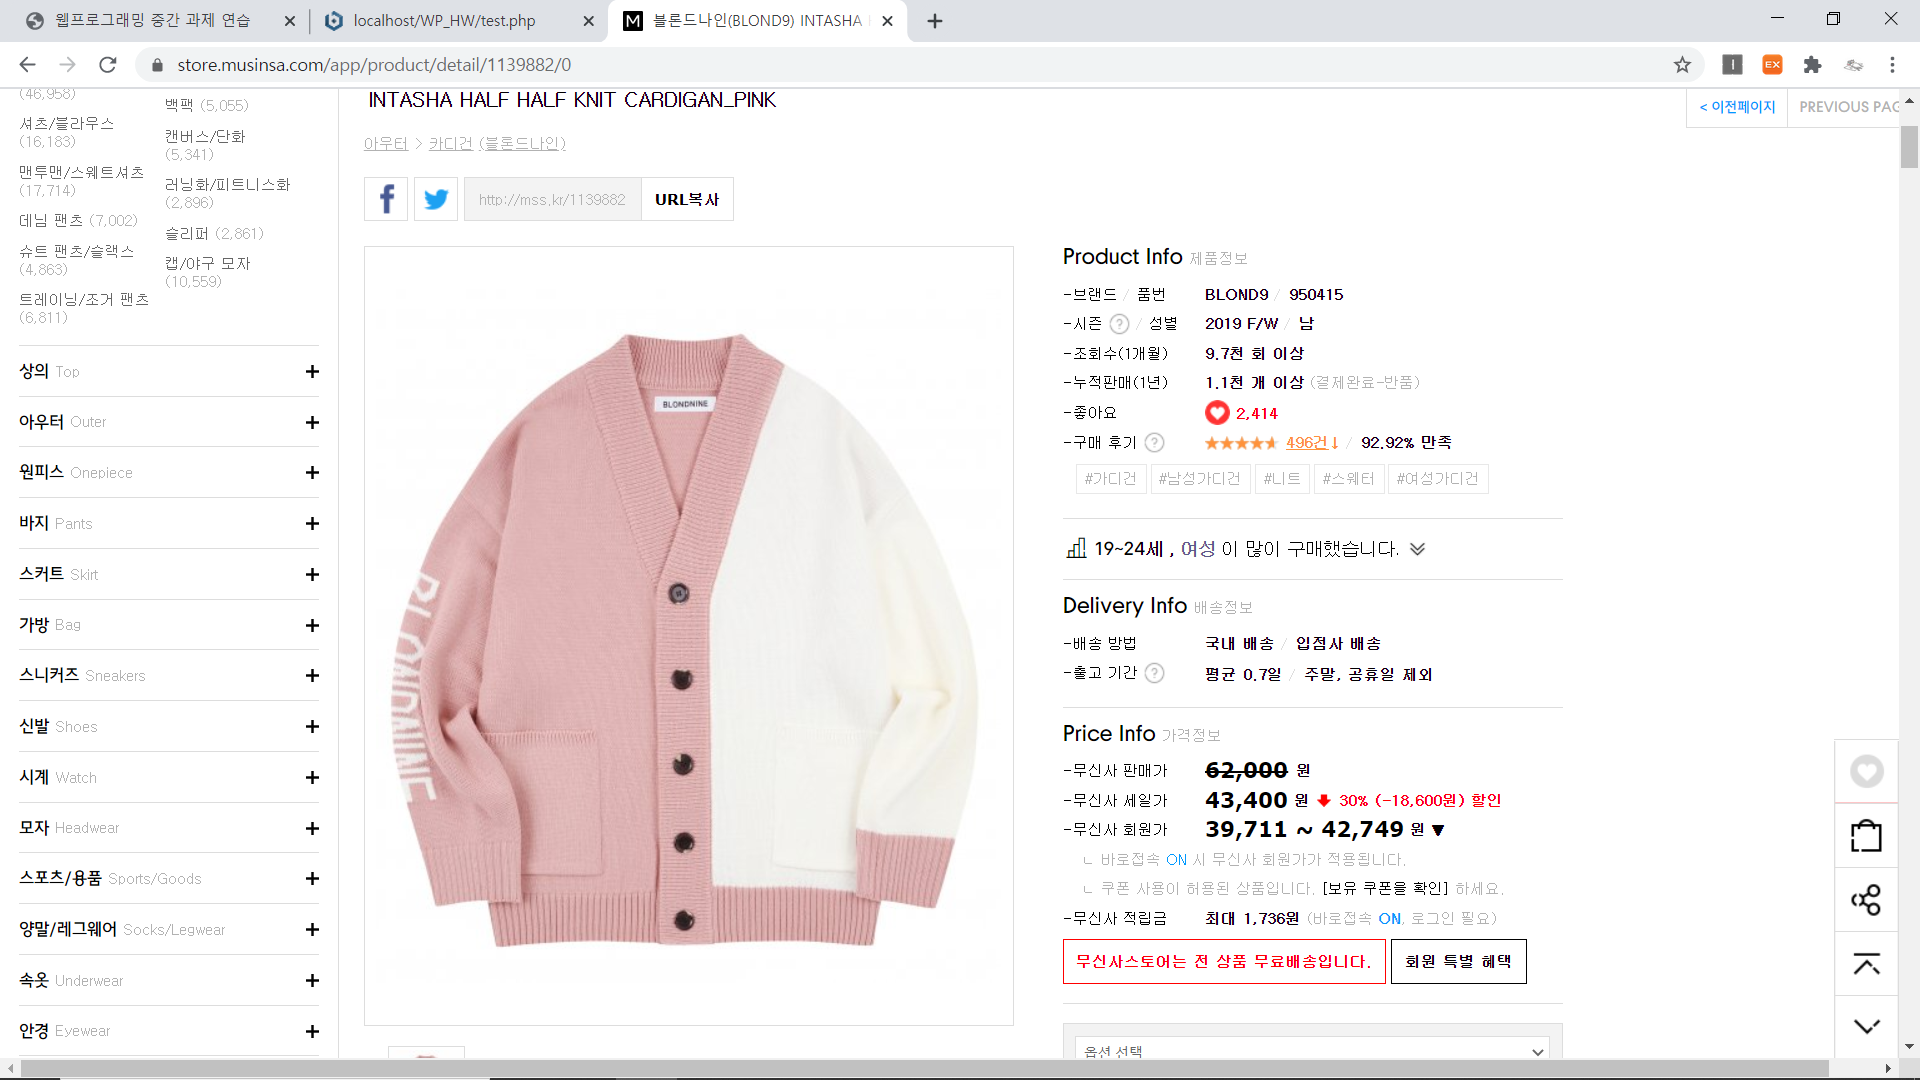 웹프로그래밍 중간 과제 연습
localhost/WP_HW/test.php
블론드나인(BLOND9) INTASHA
store.musinsa.com/app/product/detail/1139882/0
(46,958)
셔츠/블라우스
(16,183)
맨투맨/스웨트셔츠
(17,714)
데님 팬츠 (7,002)
슈트 팬츠/슬랙스
(4,863)
트레이닝/조거 팬츠
(6,811)
백팩 (5,055)
캔버스/단화
(5,341)
러닝화/피트니스화
(2,896)
슬리퍼 (2,861)
캡/야구 모자
(10,559)
상의 Top
아우터 Outer
원피스 Onepiece
바지 Pants
스커트 Skirt
가방 Bag
스니커즈 Sneakers
신발 Shoes
시계 Watch
모자 Headwear
스포츠/용품 Sports/Goods
양말/레그웨어 Socks/Legwear
속옷 Underwear
안경 Eyewear
INTASHA HALF HALF KNIT CARDIGAN_PINK
< 이전페이지
PREVIOUS PAG
아우터 > 카디건 (블론드나인)
http://mss.kr/1139882
URL복사
BLONDNINE
BLONDNINE
Product Info 제품정보
-브랜드 / 품번 BLOND9 / 950415
-시즌 ? / 성별 2019 F/W / 남
-조회수(1개월) 9.7천 회 이상
-누적판매(1년) 1.1천 개 이상 (결제완료-반품)
-좋아요 2,414
-구매 후기 ? 496건↓ / 92.92% 만족
#가디건 #남성가디건 #니트 #스웨터 #여성가디건
19~24세 , 여성 이 많이 구매했습니다.
Delivery Info 배송정보
-배송 방법 국내 배송 / 입점사 배송
-출고 기간 ? 평균 0.7일 / 주말, 공휴일 제외
Price Info 가격정보
-무신사 판매가 62,000 원
-무신사 세일가 43,400 원 30% (-18,600원) 할인
-무신사 회원가 39,711 ~ 42,749 원 ▼
ㄴ 바로접속 ON 시 무신사 회원가가 적용됩니다.
ㄴ 쿠폰 사용이 허용된 상품입니다. [보유 쿠폰을 확인] 하세요.
-무신사 적립금 최대 1,736원 (바로접속 ON, 로그인 필요)
무신사스토어는 전 상품 무료배송입니다.
회원 특별 혜택
옵션 선택